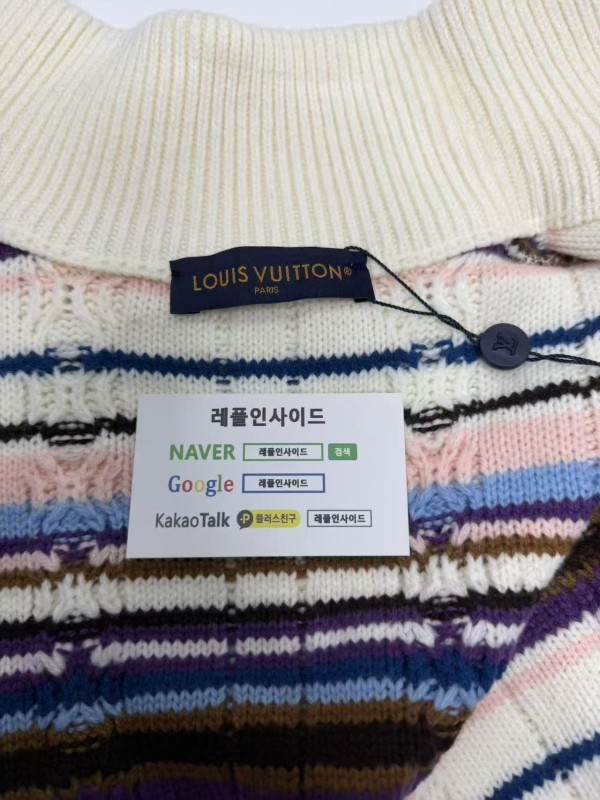 LOUIS VUITTON®
PARIS
LV
레플인사이드
NAVER 레플인사이드 검색
Google 레플인사이드
KakaoTalk P 플러스친구 레플인사이드